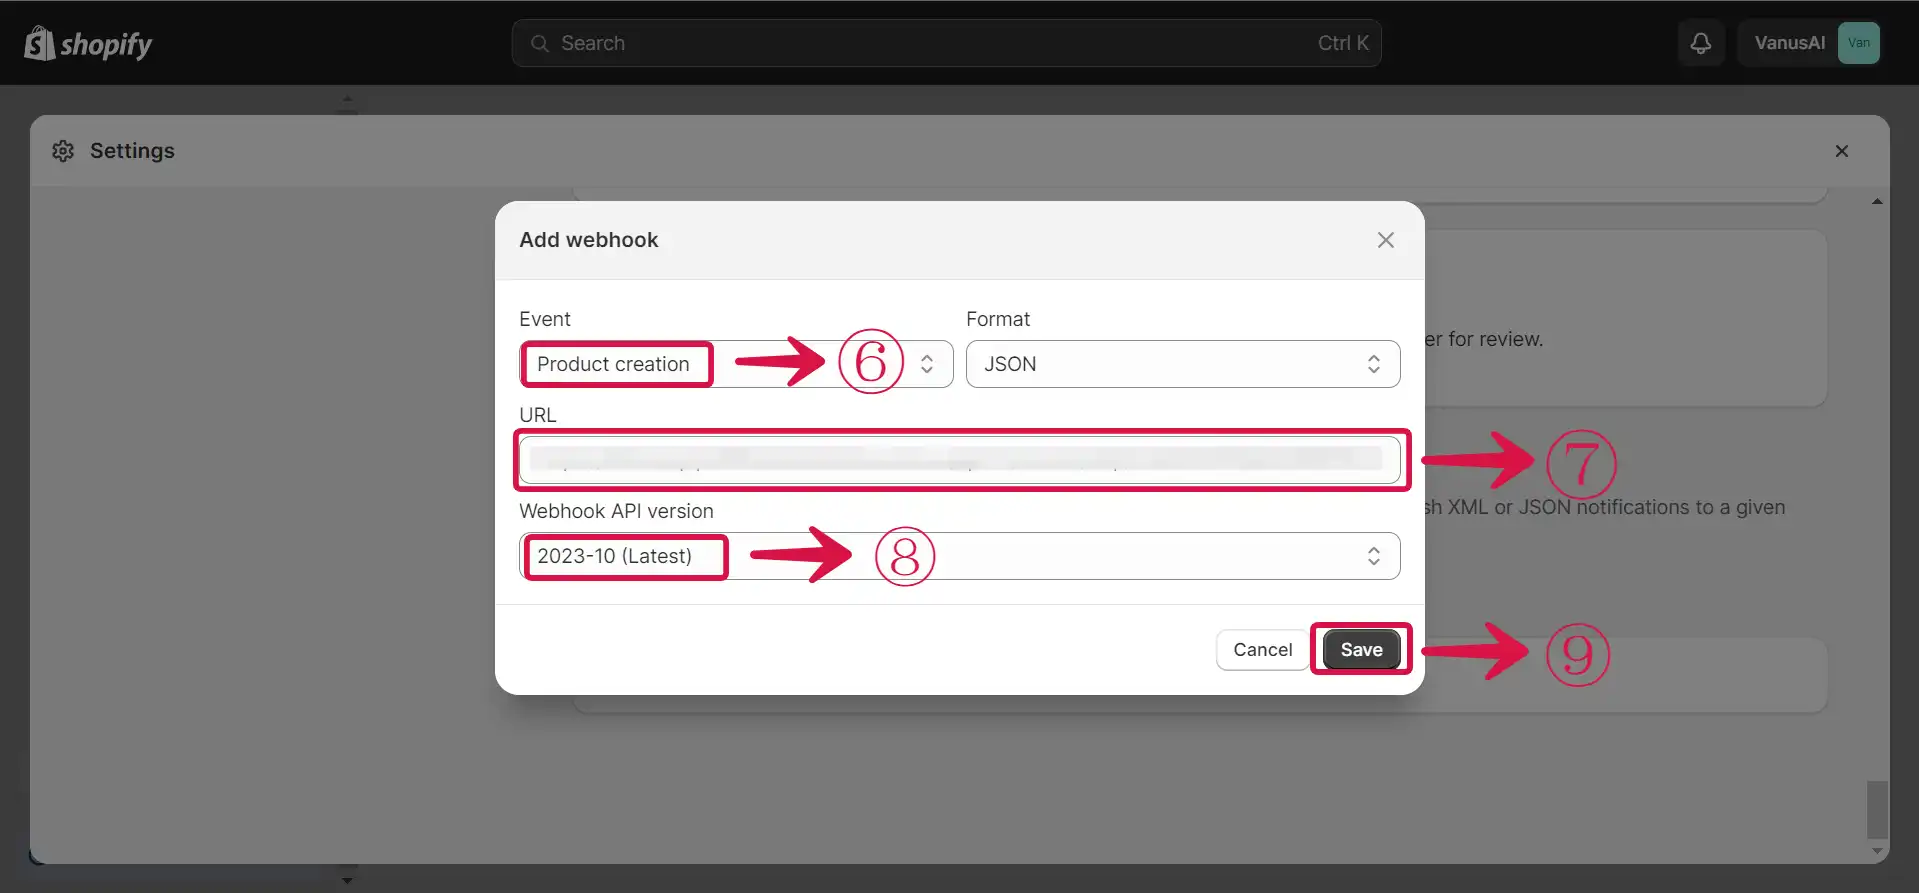 shopify
Search Ctrl K
VanusAI Van
Settings
Add webhook
Event Format
Product creation ⑥ JSON
er for review.
URL
⑦
sh XML or JSON notifications to a given
Webhook API version
2023-10 (Latest) ⑧
Cancel Save ⑨